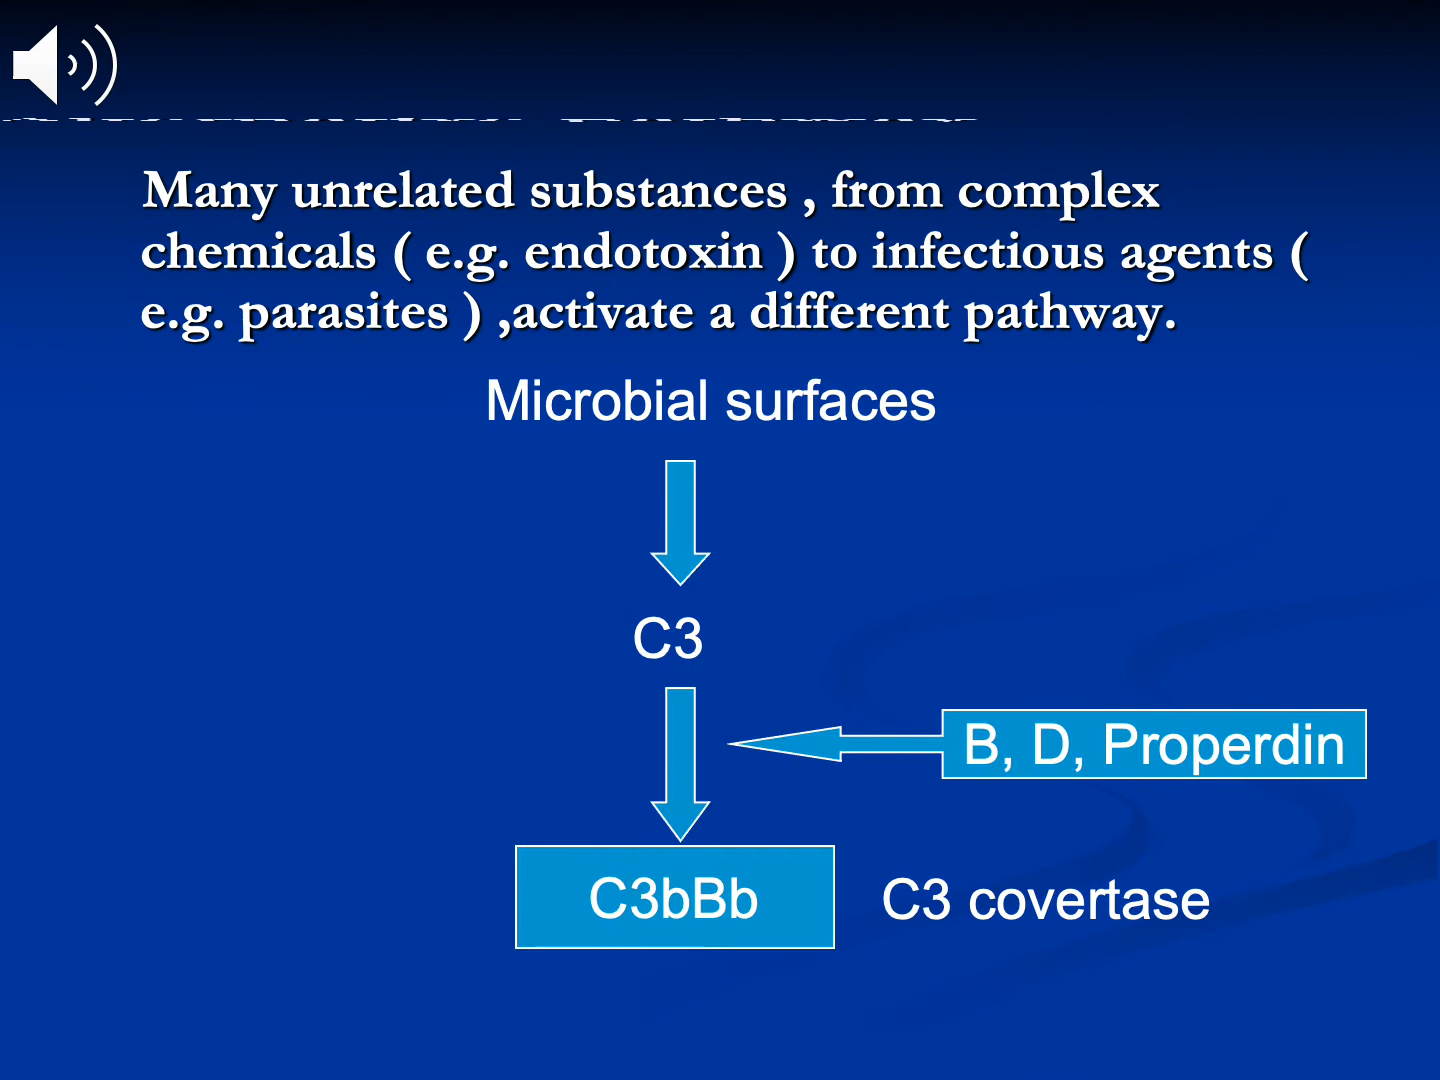 Many unrelated substances , from complex
chemicals ( e.g. endotoxin ) to infectious agents (
e.g. parasites ) ,activate a different pathway.
Microbial surfaces
C3
B, D, Properdin
C3bBb
C3 covertase